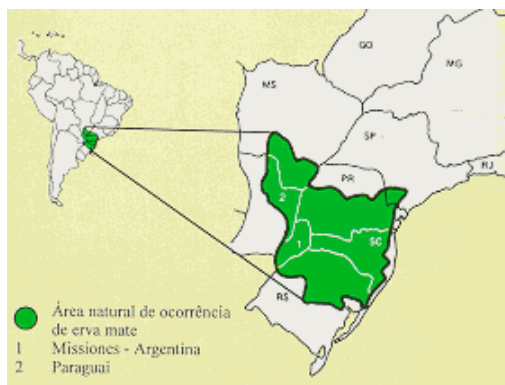 GO
MS
MG
SP
RJ
PR
2
1
SC
RS
Área natural de ocorrência
de erva mate
1 Missiones - Argentina
2 Paraguai